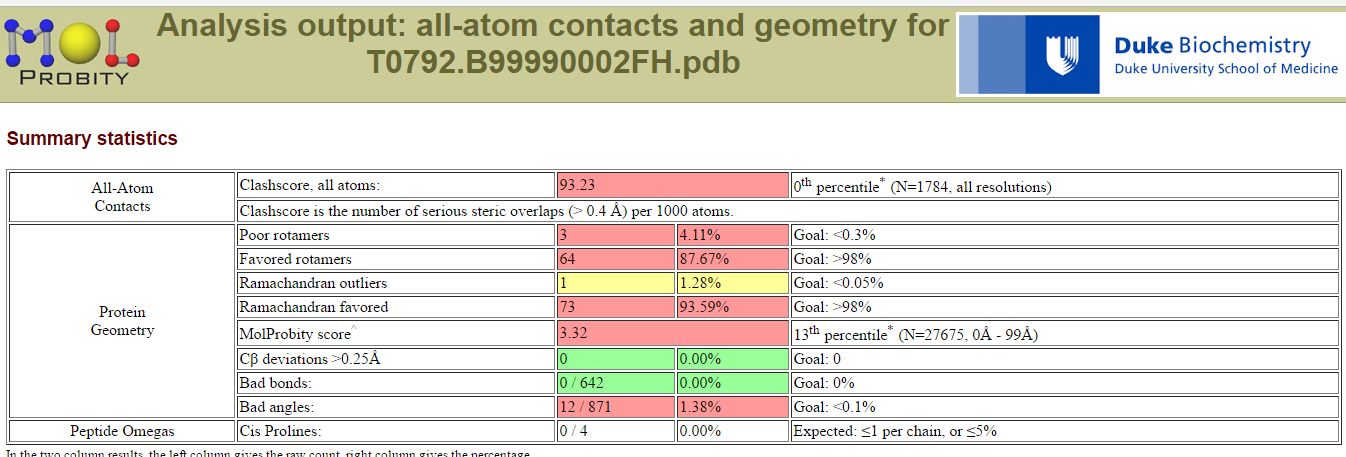 MOL
PROBITY
Analysis output: all-atom contacts and geometry for
T0792.B99990002FH.pdb
Duke Biochemistry
Duke University School of Medicine
Summary statistics
All-Atom
Contacts
Clashscore, all atoms: 93.23 0th percentile* (N=1784, all resolutions)
Clashscore is the number of serious steric overlaps (> 0.4 Å) per 1000 atoms.
Protein
Geometry
Poor rotamers 3 4.11% Goal: <0.3%
Favored rotamers 64 87.67% Goal: >98%
Ramachandran outliers 1 1.28% Goal: <0.05%
Ramachandran favored 73 93.59% Goal: >98%
MolProbity score^ 3.32 13th percentile* (N=27675, 0Å - 99Å)
Cβ deviations >0.25Å 0 0.00% Goal: 0
Bad bonds: 0 / 642 0.00% Goal: 0%
Bad angles: 12 / 871 1.38% Goal: <0.1%
Peptide Omegas Cis Prolines: 0 / 4 0.00% Expected: ≤1 per chain, or ≤5%
In the two column results, the left column gives the raw count, right column gives the percentage.